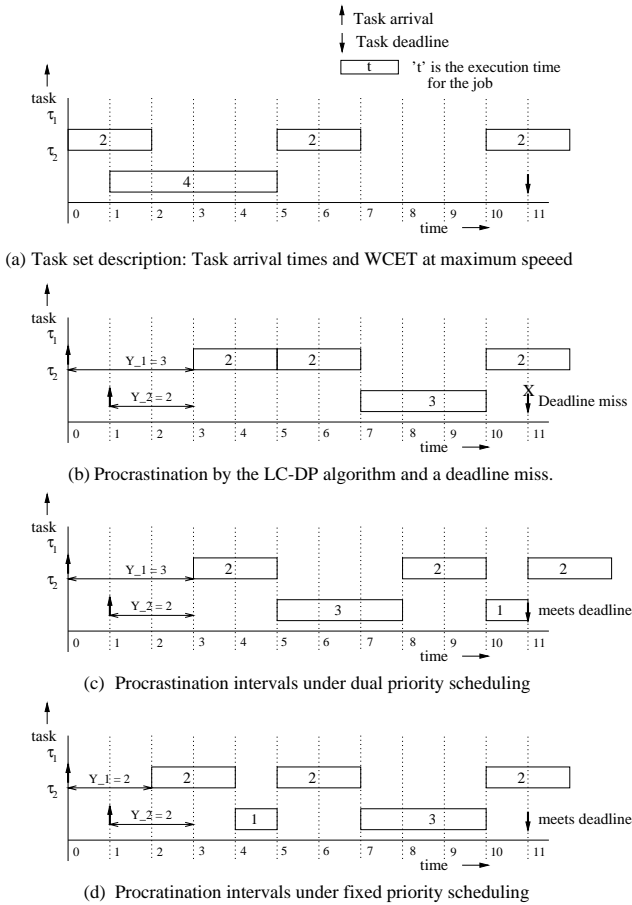 Task arrival
Task deadline
t
't' is the execution time
for the job
task
τ1
τ2
2
2
2
4
0 1 2 3 4 5 6 7 8 9 10 11
time
(a) Task set description: Task arrival times and WCET at maximum speeed
task
τ1
τ2
Y_1 = 3
2
2
2
Y_2 = 2
3
X
Deadline miss
0 1 2 3 4 5 6 7 8 9 10 11
time
(b) Procrastination by the LC-DP algorithm and a deadline miss.
task
τ1
τ2
Y_1 = 3
2
2
2
Y_2 = 2
3
1
meets deadline
0 1 2 3 4 5 6 7 8 9 10 11
time
(c) Procrastination intervals under dual priority scheduling
task
τ1
τ2
Y_1 = 2
2
2
2
Y_2 = 2
1
3
meets deadline
0 1 2 3 4 5 6 7 8 9 10 11
time
(d) Procratination intervals under fixed priority scheduling